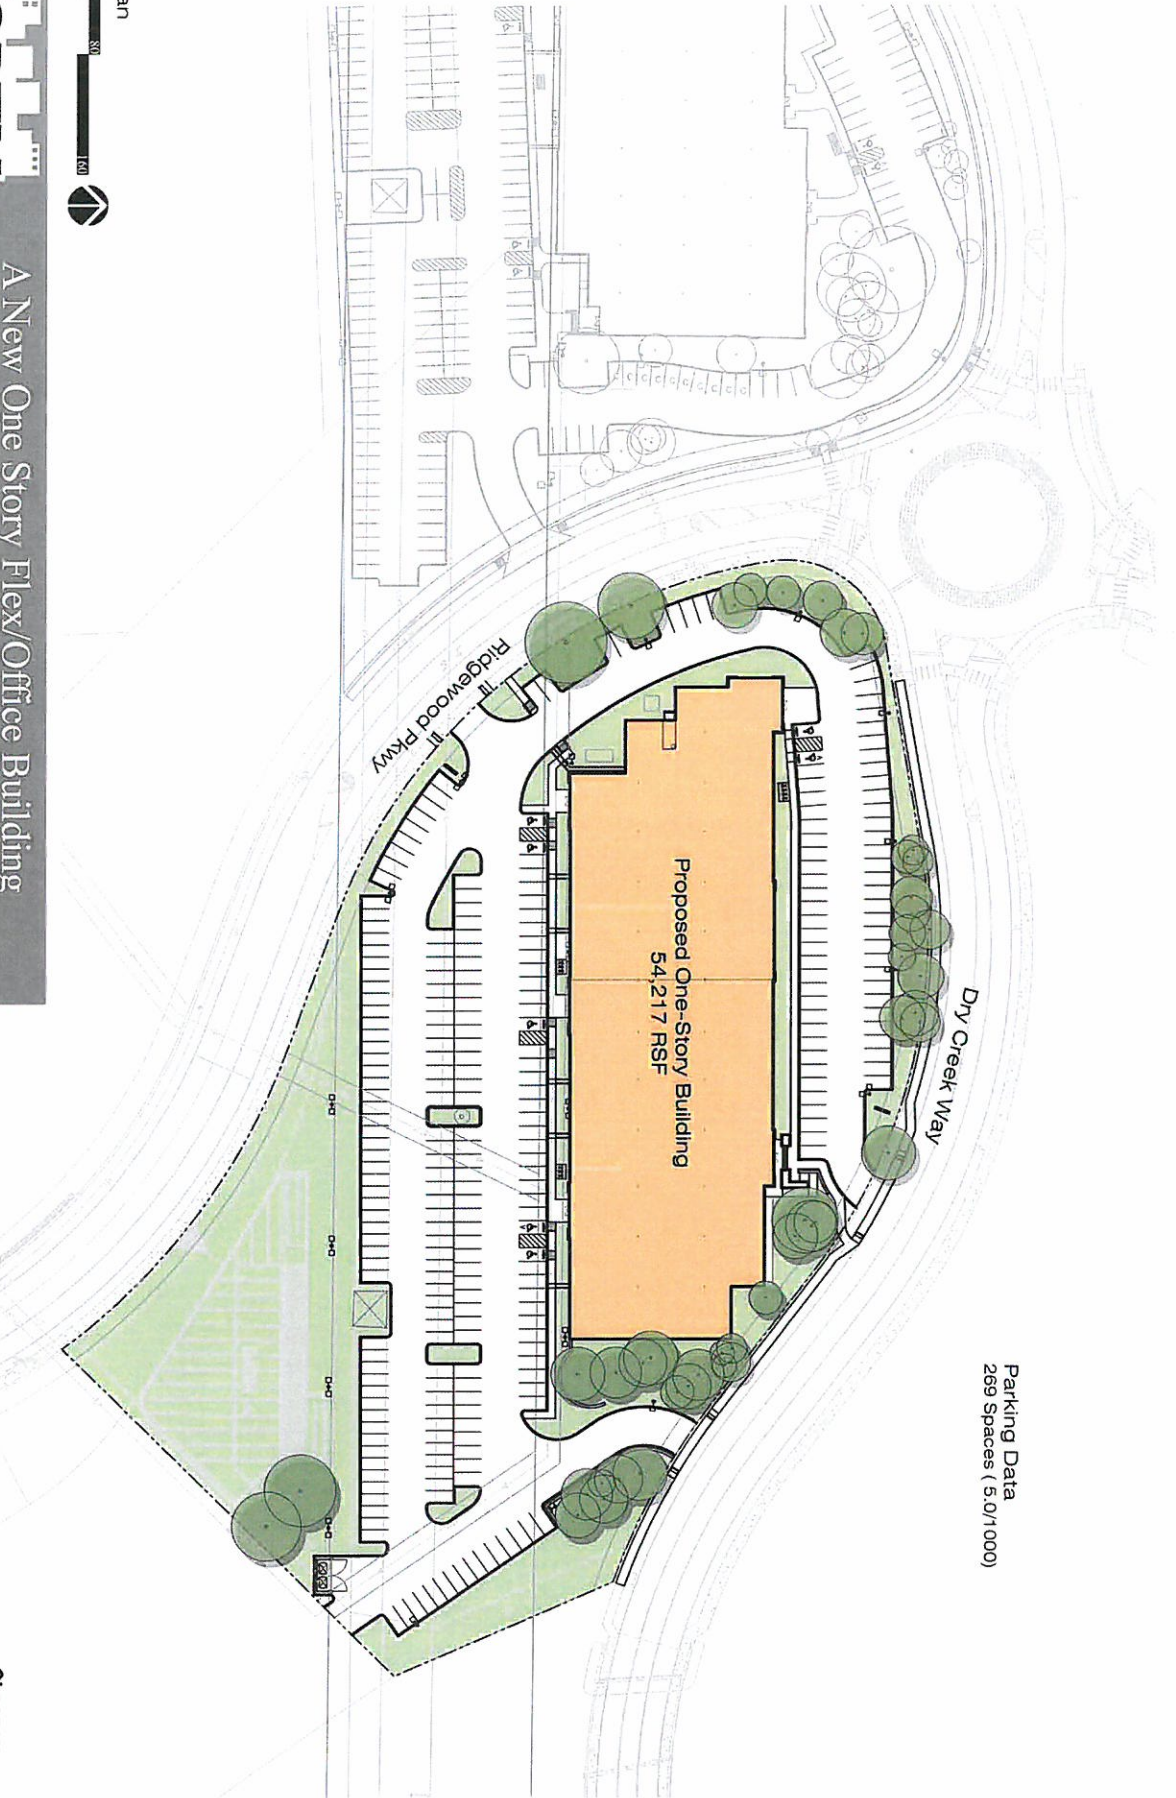 Parking Data
269 Spaces ( 5.0/1000)
Dry Creek Way
Proposed One-Story Building
54,217 RSF
Ridgewood Pkwy
80
160
A New One Story Flex/Office Building